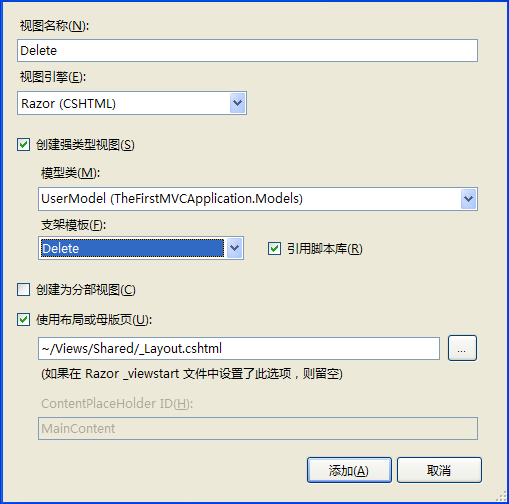 视图名称(N):
Delete
视图引擎(E):
Razor (CSHTML)
创建强类型视图(S)
模型类(M):
UserModel (TheFirstMVCApplication.Models)
支架模板(F):
Delete
引用脚本库(R)
创建为分部视图(C)
使用布局或母版页(U):
~/Views/Shared/_Layout.cshtml
...
(如果在 Razor _viewstart 文件中设置了此选项，则留空)
ContentPlaceHolder ID(H):
MainContent
添加(A)
取消